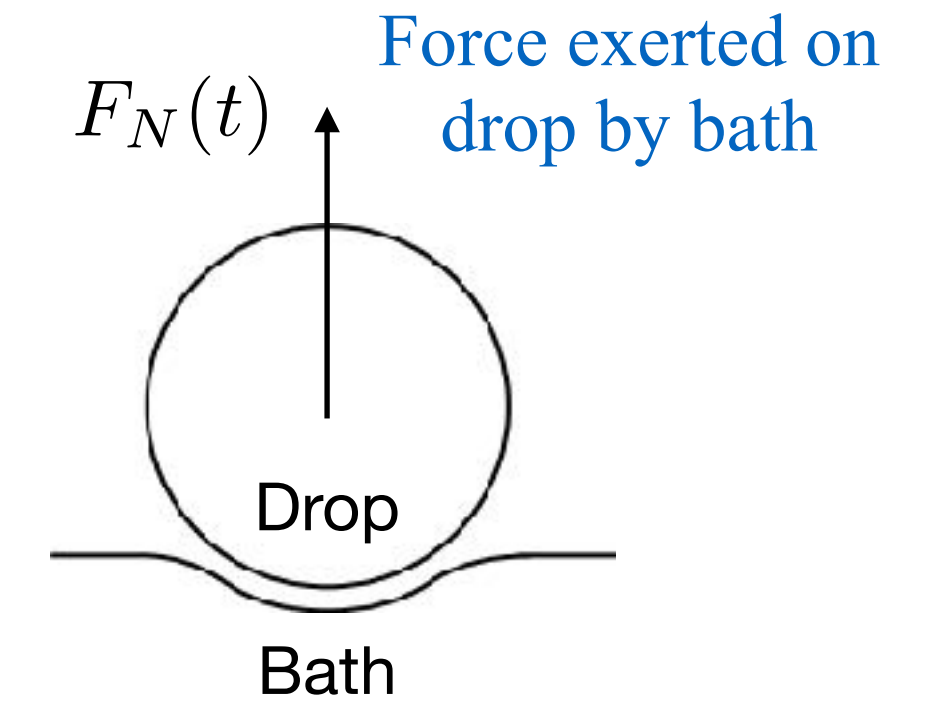 Force exerted on
F_N(t)
drop by bath
Drop
Bath